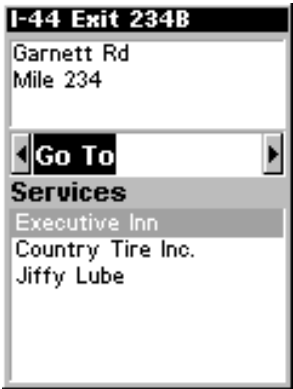 I-44 Exit 234B
Garnett Rd
Mile 234
Go To
Services
Executive Inn
Country Tire Inc.
Jiffy Lube